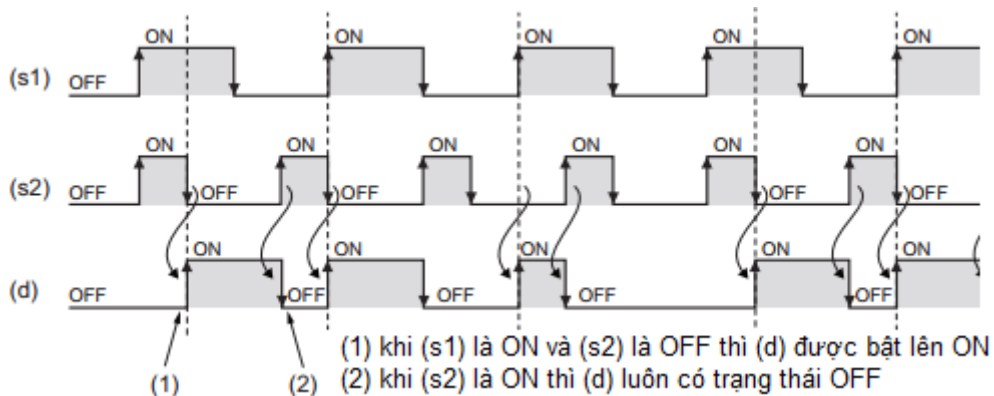 ON ON ON ON ON
(s1) OFF
ON ON ON ON ON ON
(s2) OFF OFF OFF OFF OFF
ON ON ON ON ON
(d) OFF OFF OFF OFF OFF
(1) khi (s1) là ON và (s2) là OFF thì (d) được bật lên ON
(1) (2) (2) khi (s2) là ON thì (d) luôn có trạng thái OFF